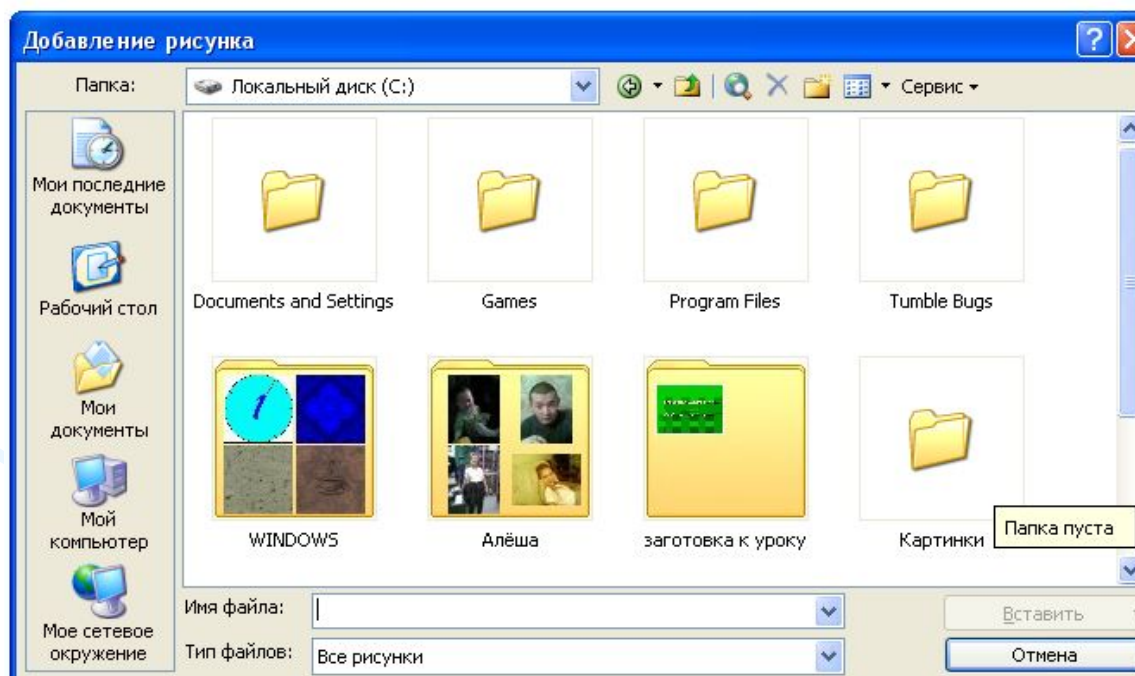 Добавление рисунка
Папка:
Локальный диск (C:)
Сервис
Мои последние
документы
Рабочий стол
Мои
документы
Мой
компьютер
Мое сетевое
окружение
Documents and Settings
Games
Program Files
Tumble Bugs
WINDOWS
Алёша
заготовка к уроку
Картинки
Папка пуста
Имя файла:
Вставить
Тип файлов:
Все рисунки
Отмена